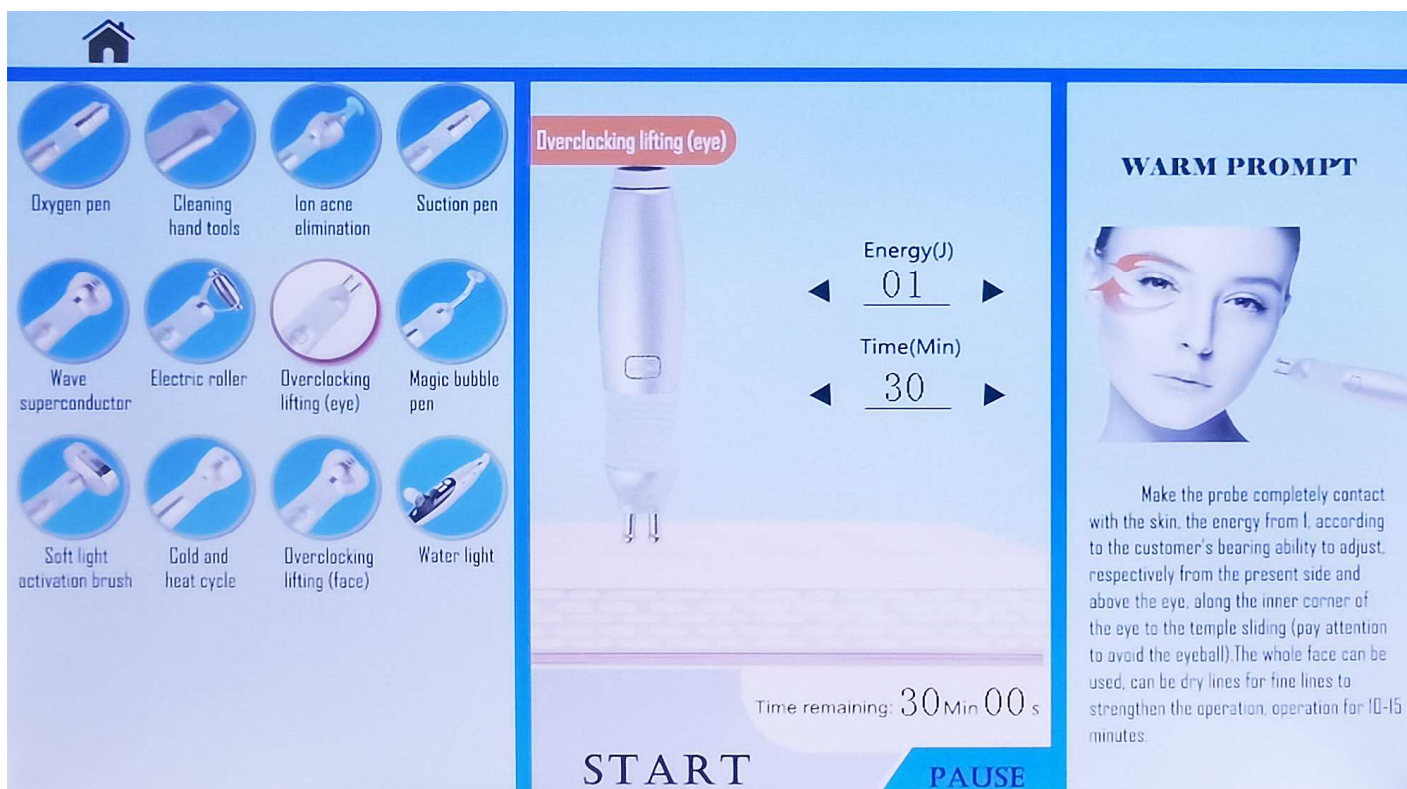 Oxygen pen
Cleaning
hand tools
Ion acne
elimination
Suction pen
Wave
superconductor
Electric roller
Overclocking
lifting (eye)
Magic bubble
pen
Soft light
activation brush
Cold and
heat cycle
Overclocking
lifting (face)
Water light
Overclocking lifting (eye)
Energy(J)
01
Time(Min)
30
Time remaining: 30 Min 00 s
START
PAUSE
WARM PROMPT
Make the probe completely contact
with the skin, the energy from 1, according
to the customer's bearing ability to adjust,
respectively from the present side and
above the eye, along the inner corner of
the eye to the temple sliding (pay attention
to avoid the eyeball).The whole face can be
used, can be dry lines for fine lines to
strengthen the operation, operation for 10-15
minutes.